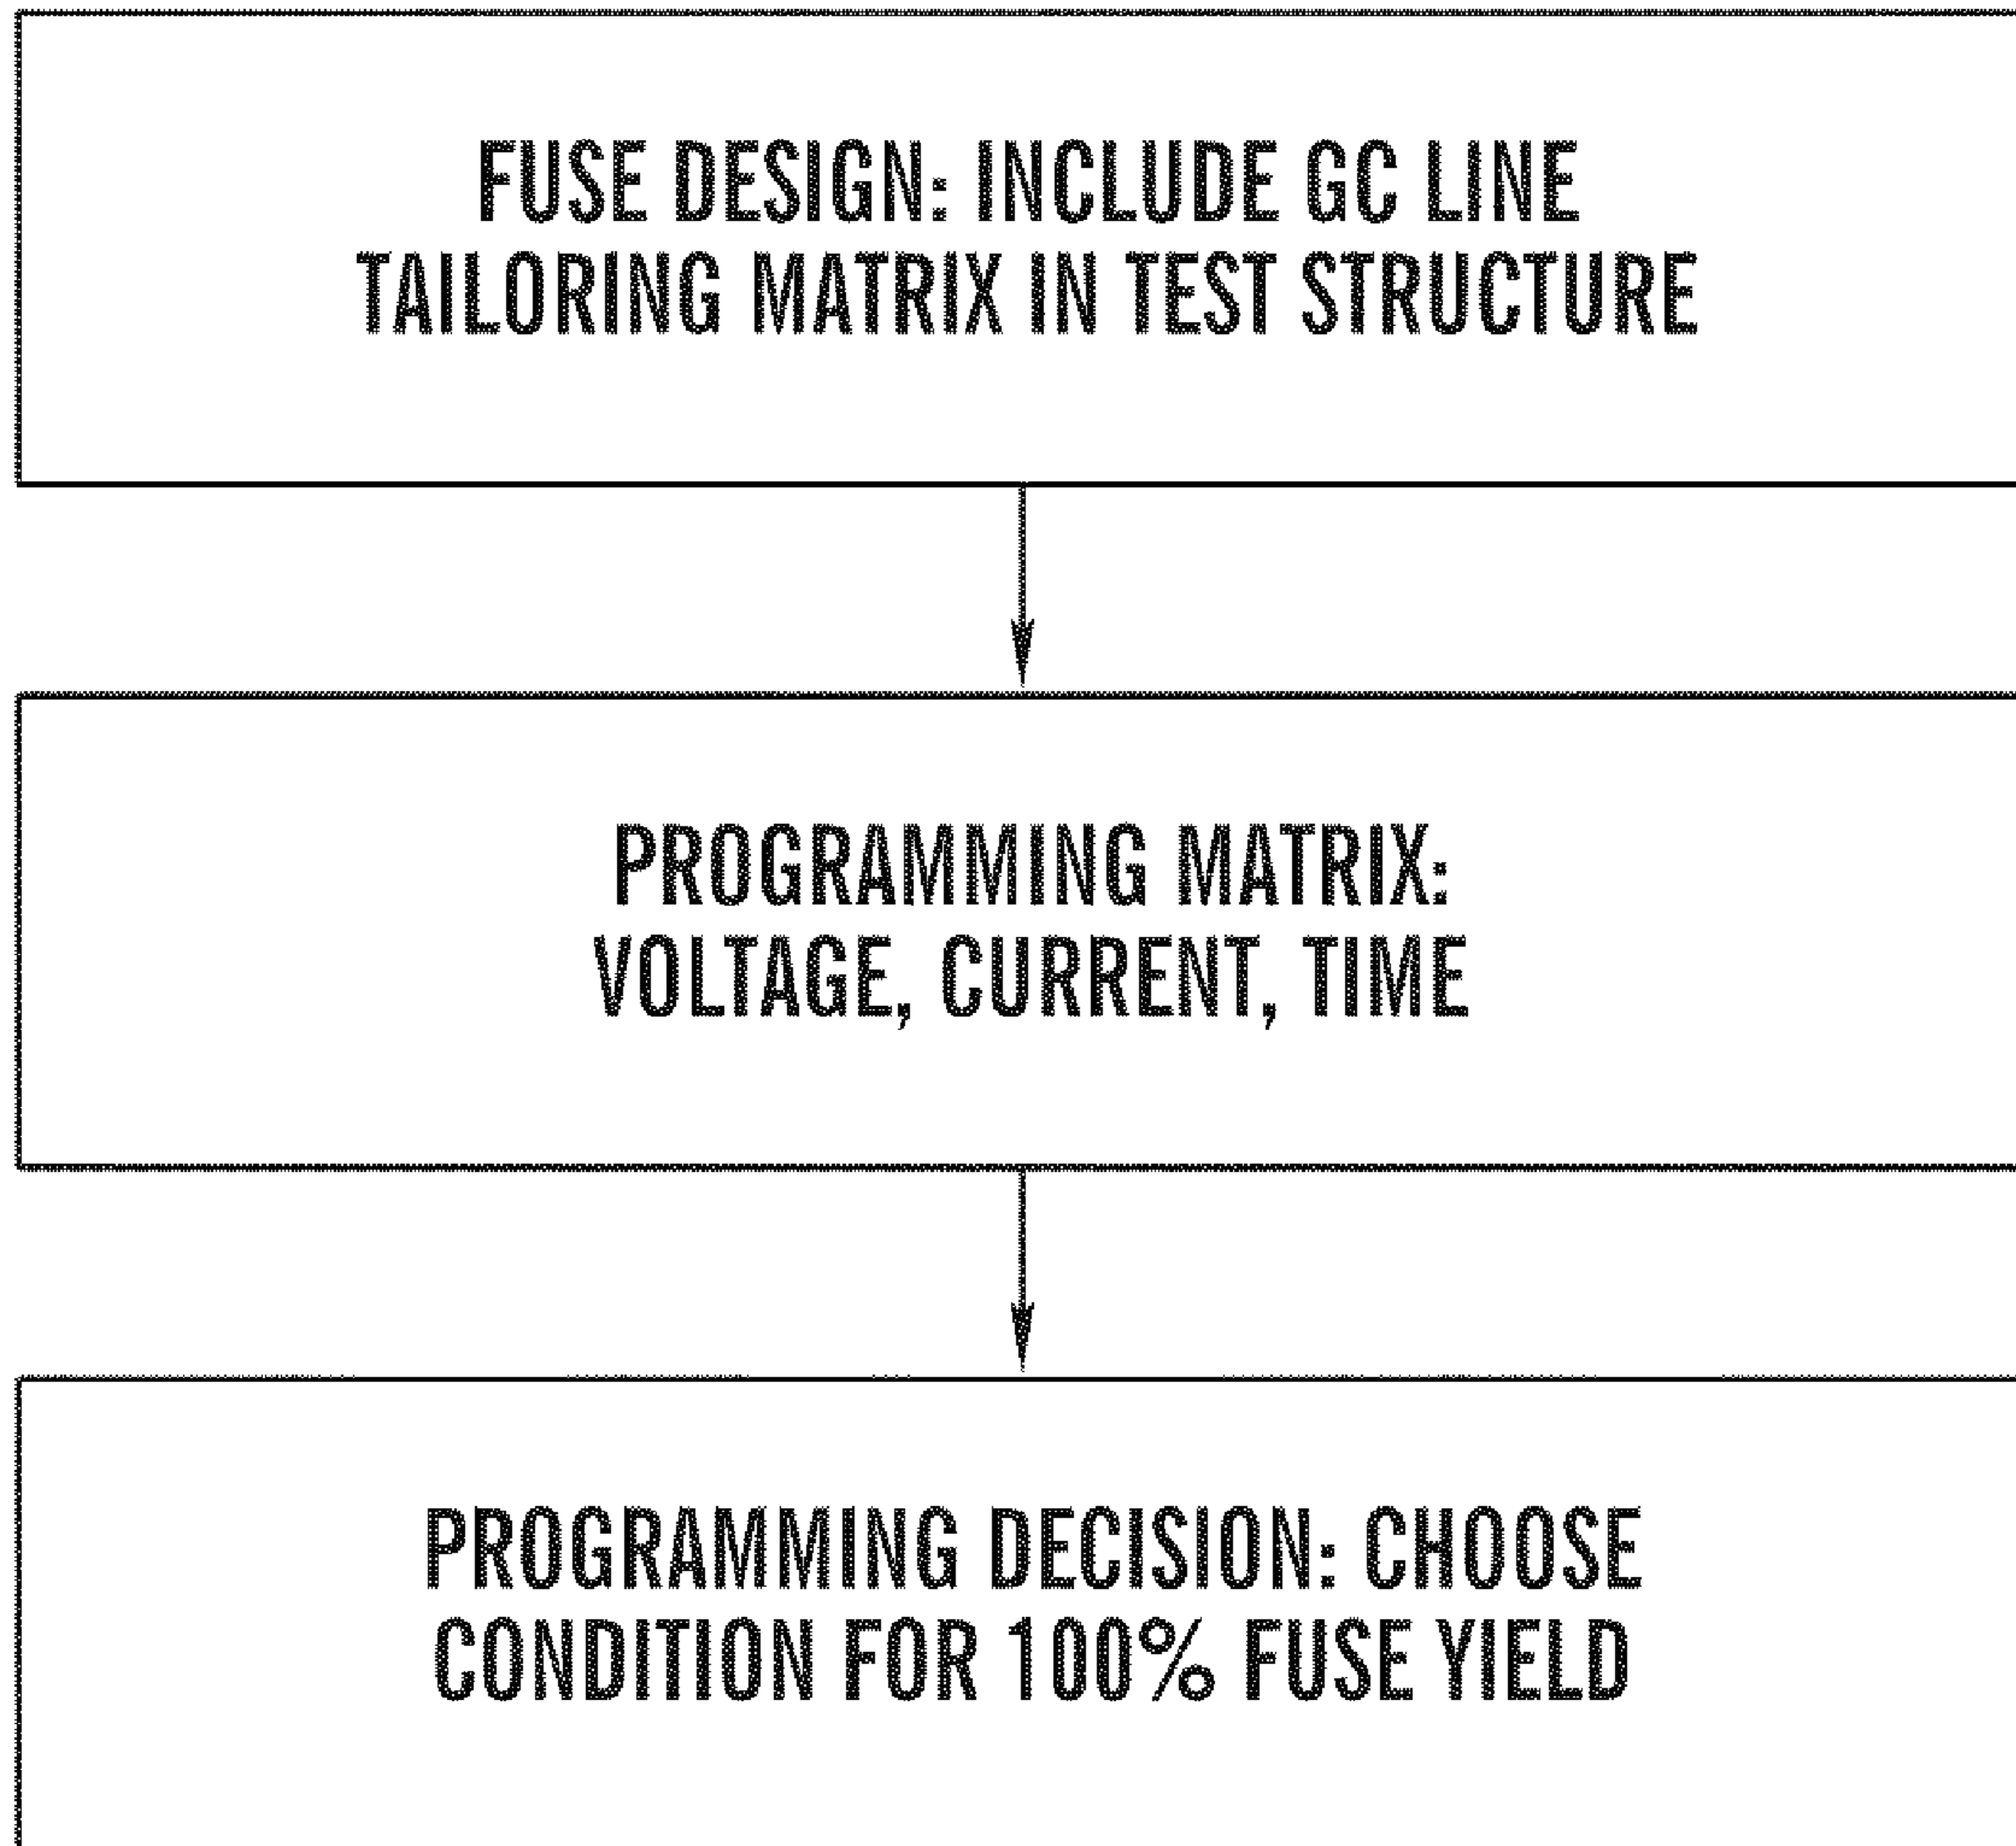 FUSE DESIGN: INCLUDE GC LINE
TAILORING MATRIX IN TEST STRUCTURE
PROGRAMMING MATRIX:
VOLTAGE, CURRENT, TIME
PROGRAMMING DECISION: CHOOSE
CONDITION FOR 100% FUSE YIELD